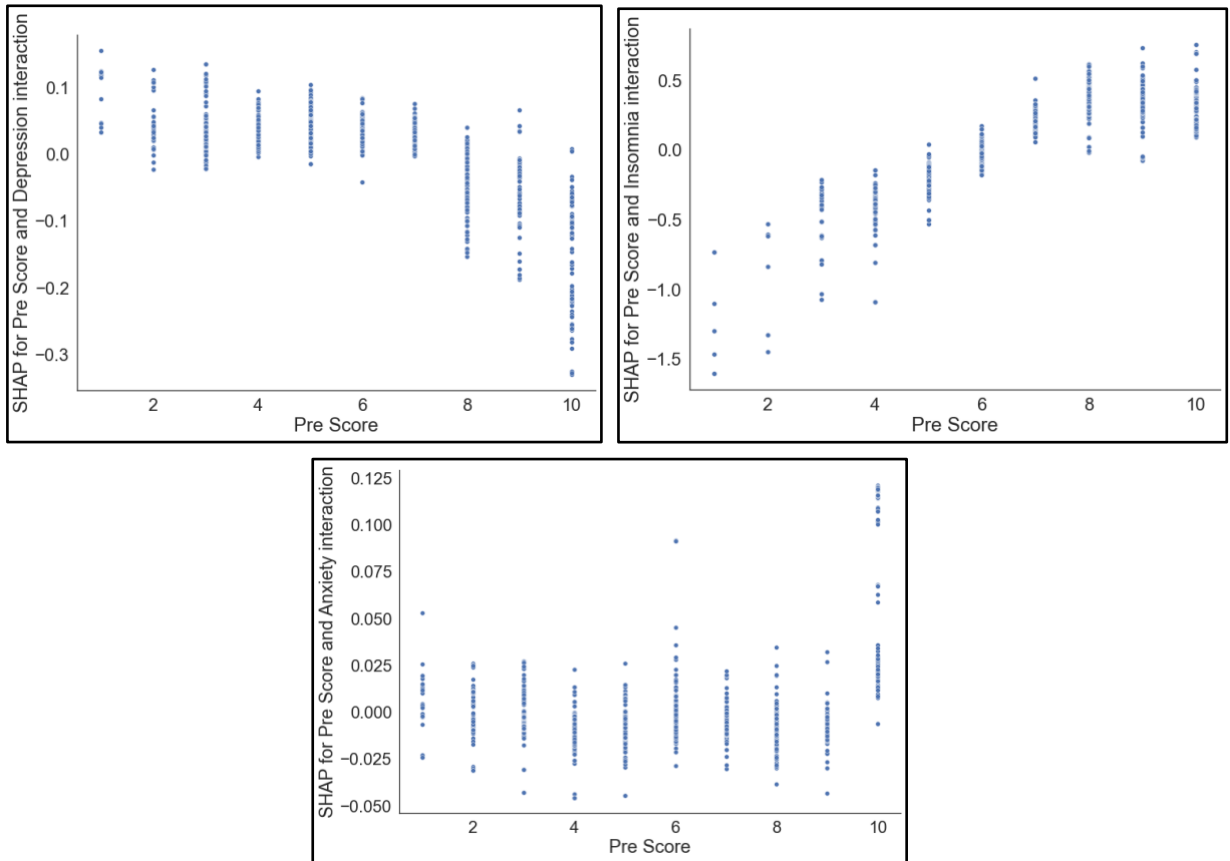 SHAP for Pre Score and Depression interaction
0.1
0.0
−0.1
−0.2
−0.3
2 4 6 8 10
Pre Score
SHAP for Pre Score and Insomnia interaction
0.5
0.0
−0.5
−1.0
−1.5
2 4 6 8 10
Pre Score
SHAP for Pre Score and Anxiety interaction
0.125
0.100
0.075
0.050
0.025
0.000
−0.025
−0.050
2 4 6 8 10
Pre Score